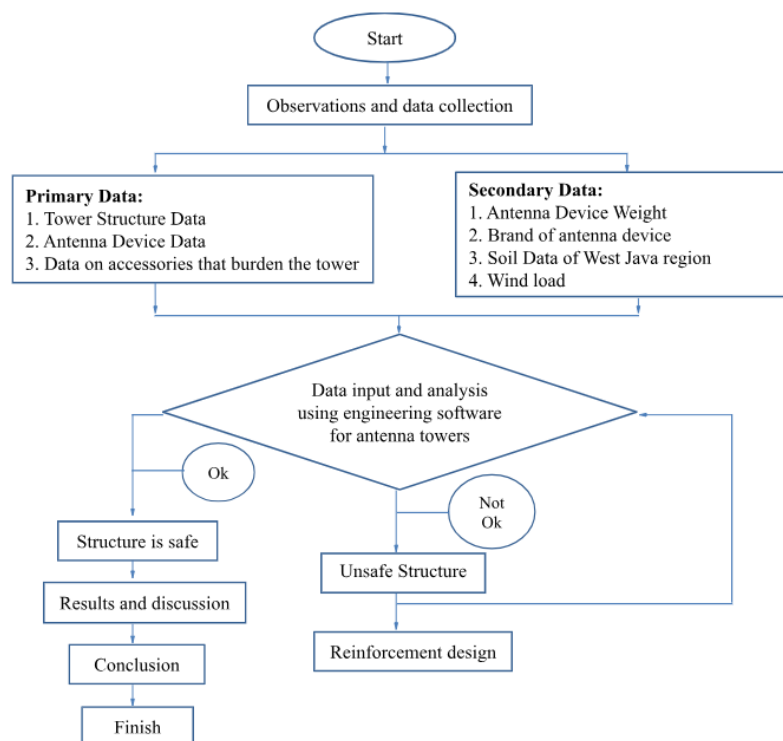 Start
Observations and data collection
Primary Data:
1. Tower Structure Data
2. Antenna Device Data
3. Data on accessories that burden the tower
Secondary Data:
1. Antenna Device Weight
2. Brand of antenna device
3. Soil Data of West Java region
4. Wind load
Data input and analysis
using engineering software
for antenna towers
Ok
Not
Ok
Structure is safe
Unsafe Structure
Results and discussion
Reinforcement design
Conclusion
Finish